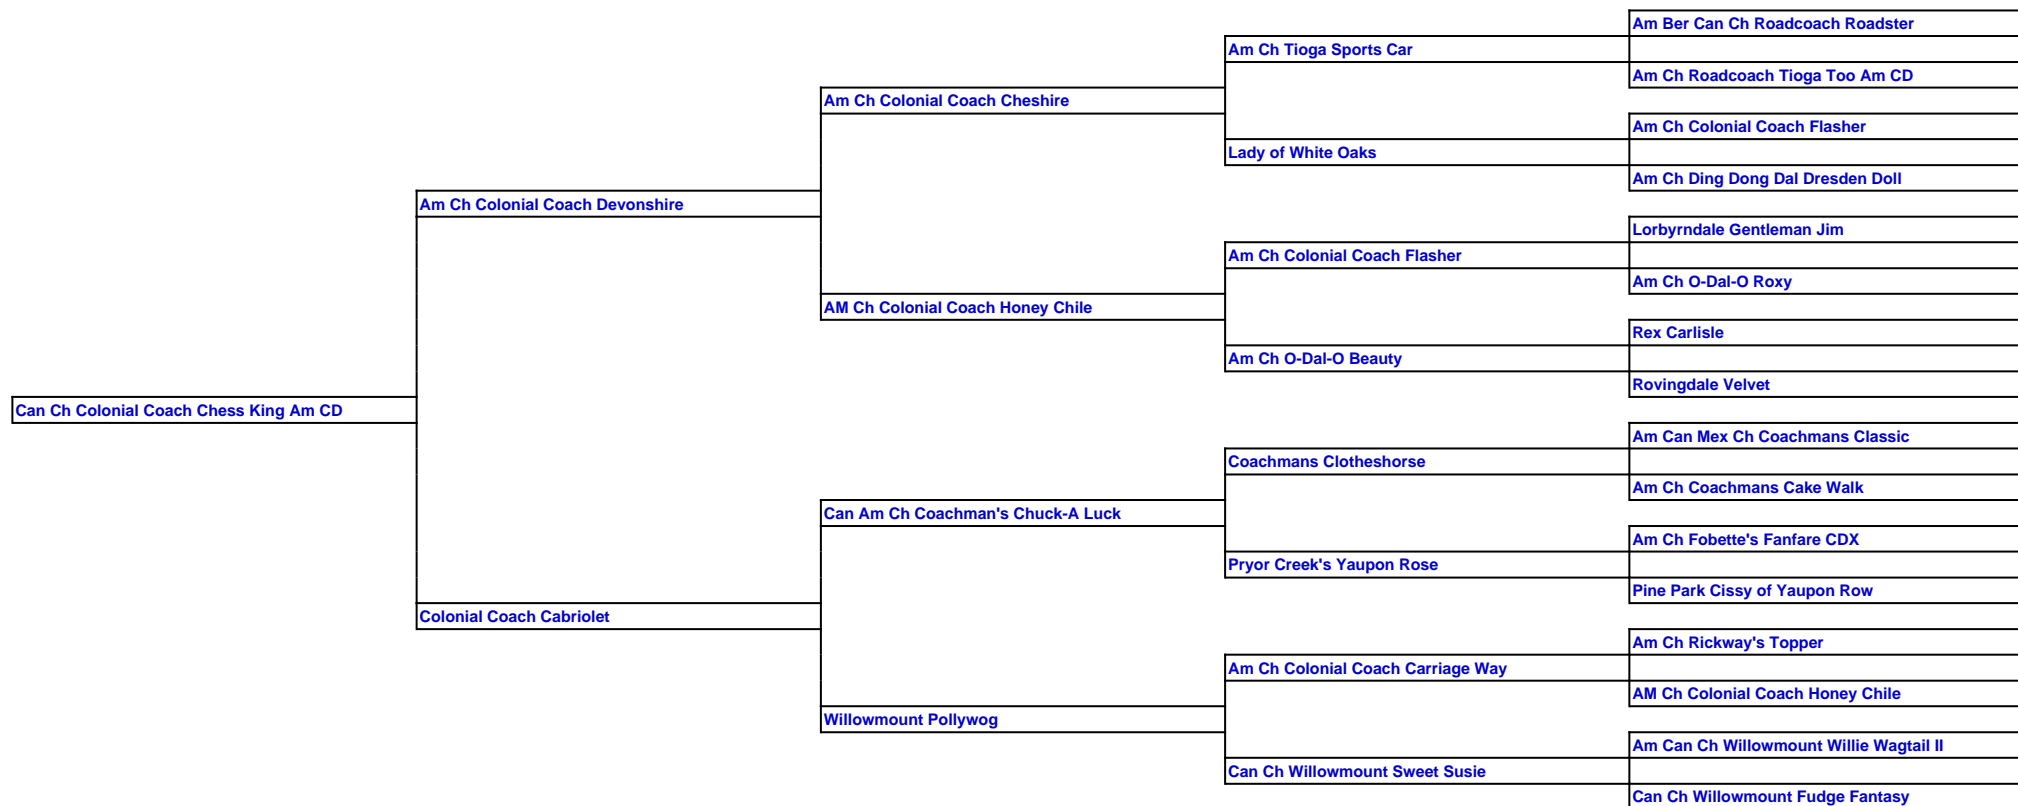 Am Ber Can Ch Roadcoach Roadster
Am Ch Tioga Sports Car
Am Ch Roadcoach Tioga Too Am CD
Am Ch Colonial Coach Cheshire
Am Ch Colonial Coach Flasher
Lady of White Oaks
Am Ch Ding Dong Dal Dresden Doll
Am Ch Colonial Coach Devonshire
Lorbyrndale Gentleman Jim
Am Ch Colonial Coach Flasher
Am Ch O-Dal-O Roxy
AM Ch Colonial Coach Honey Chile
Rex Carlisle
Am Ch O-Dal-O Beauty
Rovingdale Velvet
Can Ch Colonial Coach Chess King Am CD
Am Can Mex Ch Coachmans Classic
Coachmans Clotheshorse
Am Ch Coachmans Cake Walk
Can Am Ch Coachman's Chuck-A Luck
Am Ch Fobette's Fanfare CDX
Pryor Creek's Yaupon Rose
Pine Park Cissy of Yaupon Row
Colonial Coach Cabriolet
Am Ch Rickway's Topper
Am Ch Colonial Coach Carriage Way
AM Ch Colonial Coach Honey Chile
Willowmount Pollywog
Am Can Ch Willowmount Willie Wagtail II
Can Ch Willowmount Sweet Susie
Can Ch Willowmount Fudge Fantasy